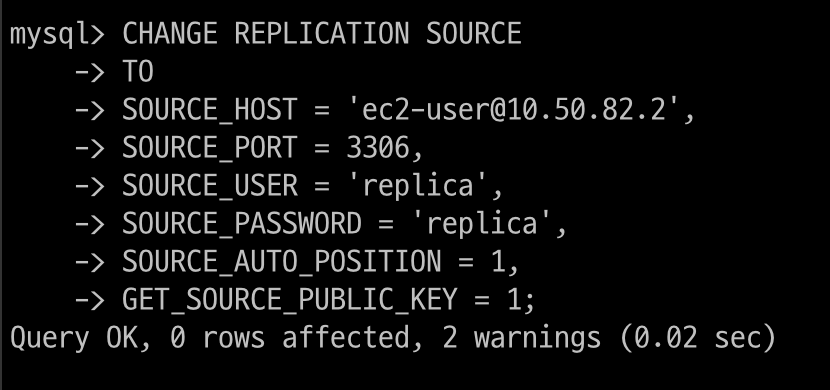 mysql> CHANGE REPLICATION SOURCE
-> TO
-> SOURCE_HOST = 'ec2-user@10.50.82.2',
-> SOURCE_PORT = 3306,
-> SOURCE_USER = 'replica',
-> SOURCE_PASSWORD = 'replica',
-> SOURCE_AUTO_POSITION = 1,
-> GET_SOURCE_PUBLIC_KEY = 1;
Query OK, 0 rows affected, 2 warnings (0.02 sec)